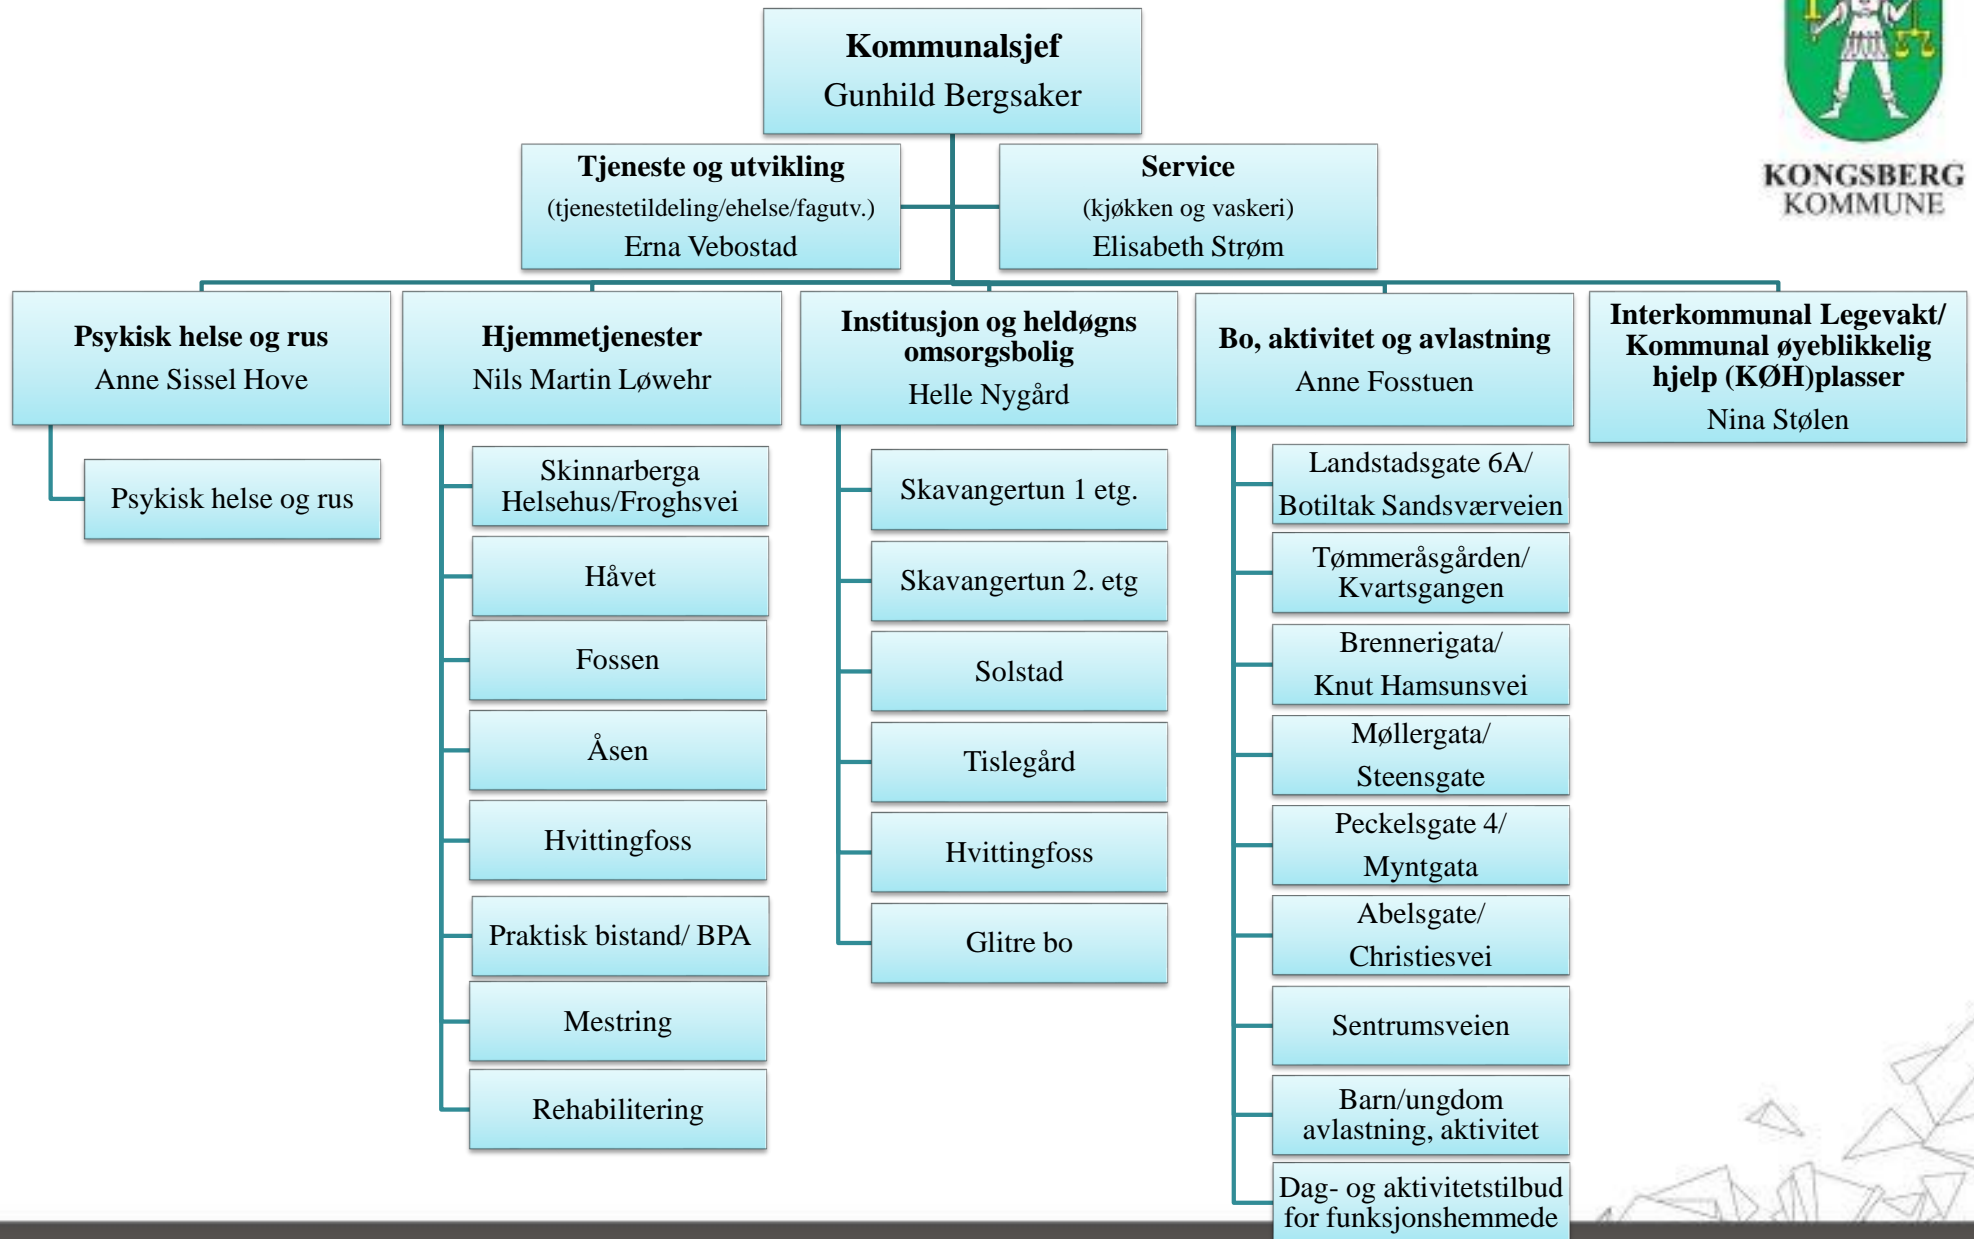 Kommunalsjef
Gunhild Bergsaker
KONGSBERG
KOMMUNE
Tjeneste og utvikling
(tjenestetildeling/ehelse/fagutv.)
Erna Vebostad
Service
(kjøkken og vaskeri)
Elisabeth Strøm
Psykisk helse og rus
Anne Sissel Hove
Psykisk helse og rus
Hjemmetjenester
Nils Martin Løwehr
Skinnarberga
Helsehus/Froghsvei
Håvet
Fossen
Åsen
Hvittingfoss
Praktisk bistand/ BPA
Mestring
Rehabilitering
Institusjon og heldøgns
omsorgsbolig
Helle Nygård
Skavangertun 1 etg.
Skavangertun 2. etg
Solstad
Tislegård
Hvittingfoss
Glitre bo
Bo, aktivitet og avlastning
Anne Fosstuen
Landstadsgate 6A/
Botiltak Sandsværveien
Tømmeråsgården/
Kvartsgangen
Brennerigata/
Knut Hamsunsvei
Møllergata/
Steensgate
Peckelsgate 4/
Myntgata
Abelsgate/
Christiesvei
Sentrumsveien
Barn/ungdom
avlastning, aktivitet
Dag- og aktivitetstilbud
for funksjonshemmede
Interkommunal Legevakt/
Kommunal øyeblikkelig
hjelp (KØH)plasser
Nina Stølen